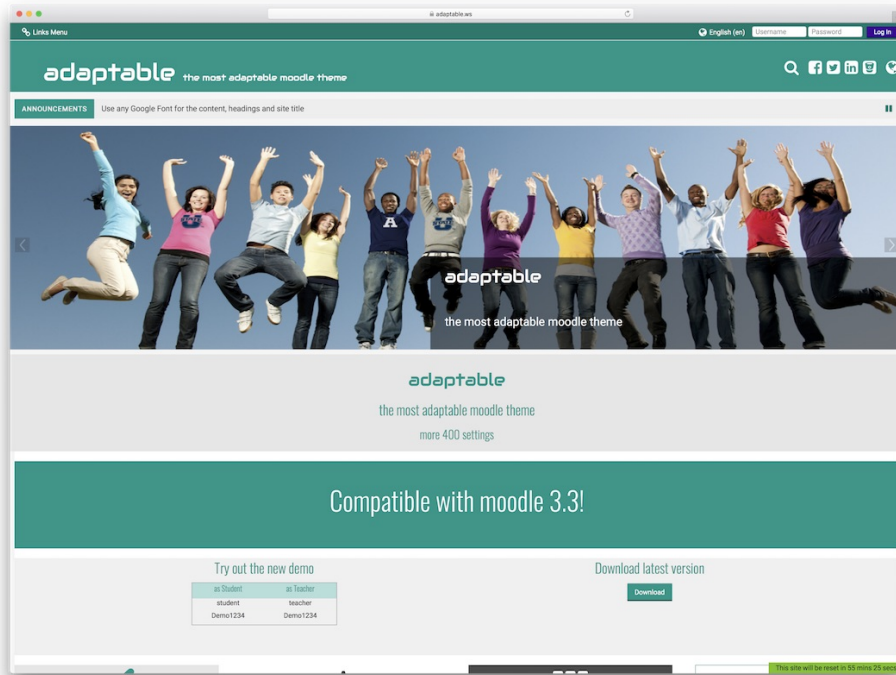 adaptable.ws
Links Menu
English (en) Username Password Log in
adaptable the most adaptable moodle theme
ANNOUNCEMENTS Use any Google Font for the content, headings and site title
U A U
adaptable
the most adaptable moodle theme
adaptable
the most adaptable moodle theme
more 400 settings
Compatible with moodle 3.3!
Try out the new demo
as Student as Teacher
student teacher
Demo1234 Demo1234
Download latest version
Download
This site will be reset in 55 mins 25 secs